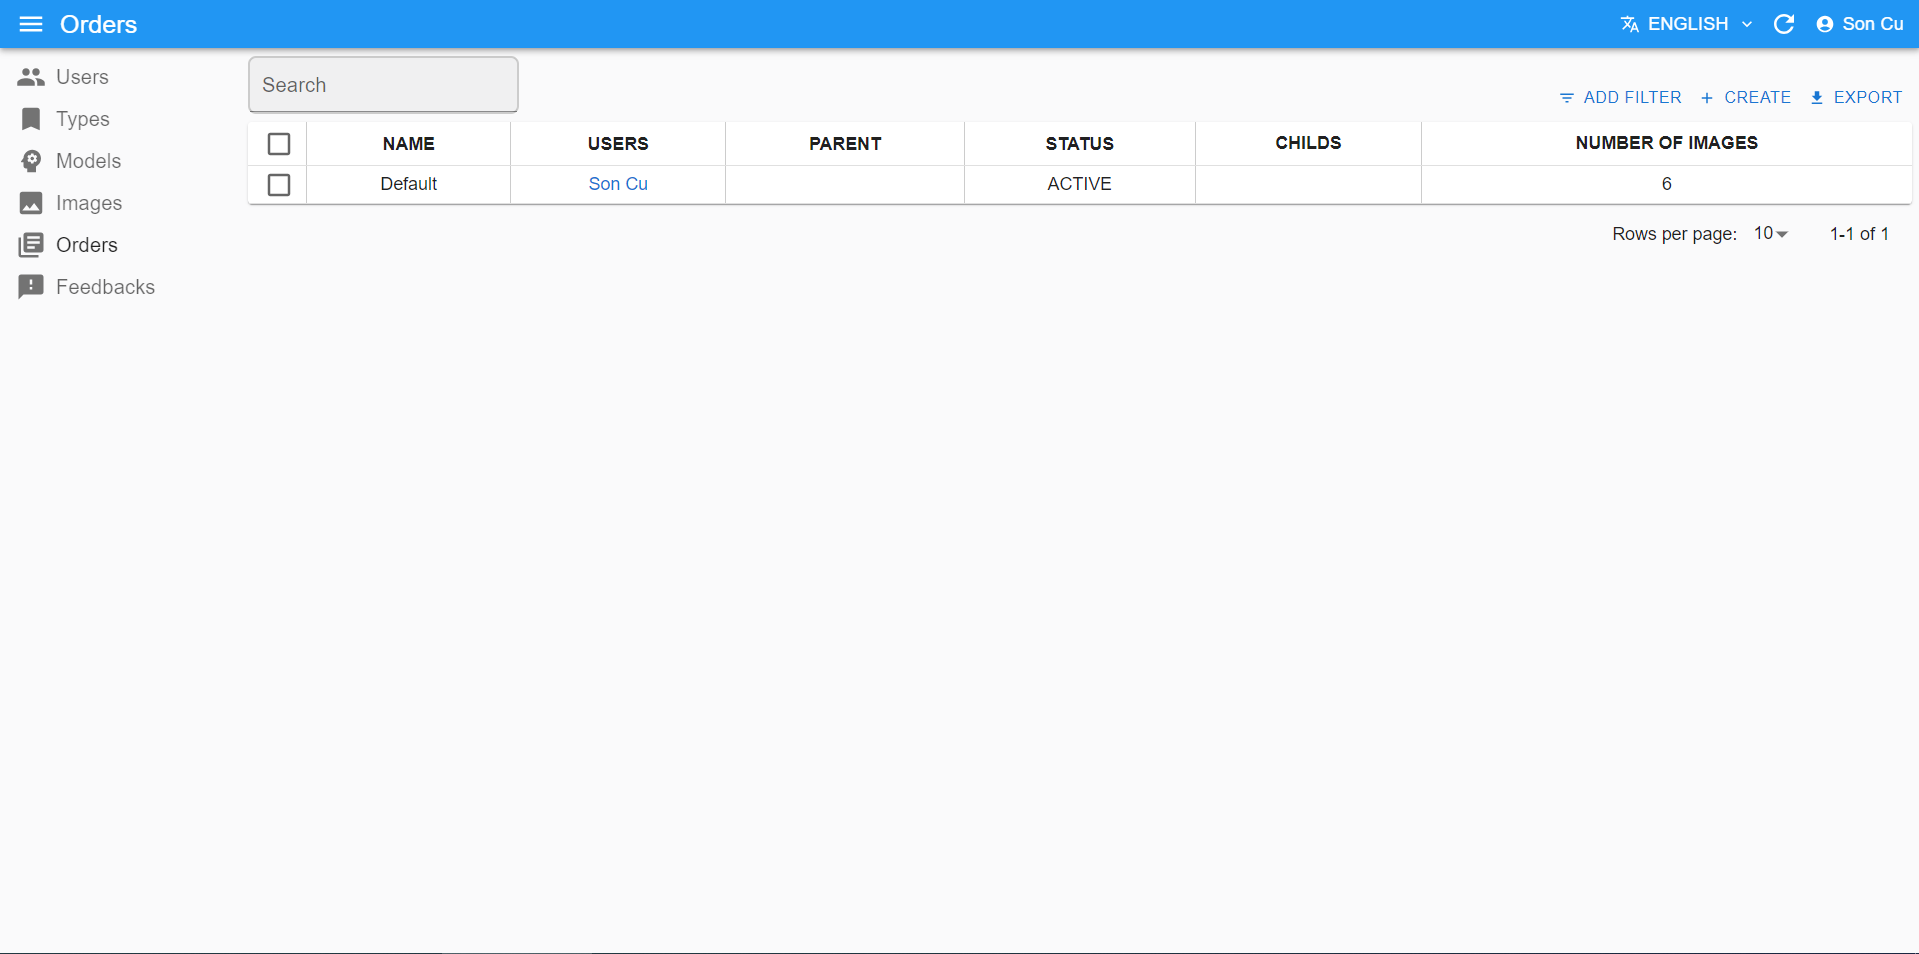 Orders
ENGLISH
Son Cu
Users
Types
Models
Images
Orders
Feedbacks
Search
ADD FILTER
CREATE
EXPORT
NAME USERS PARENT STATUS CHILDS NUMBER OF IMAGES
Default Son Cu ACTIVE 6
Rows per page: 10 1-1 of 1